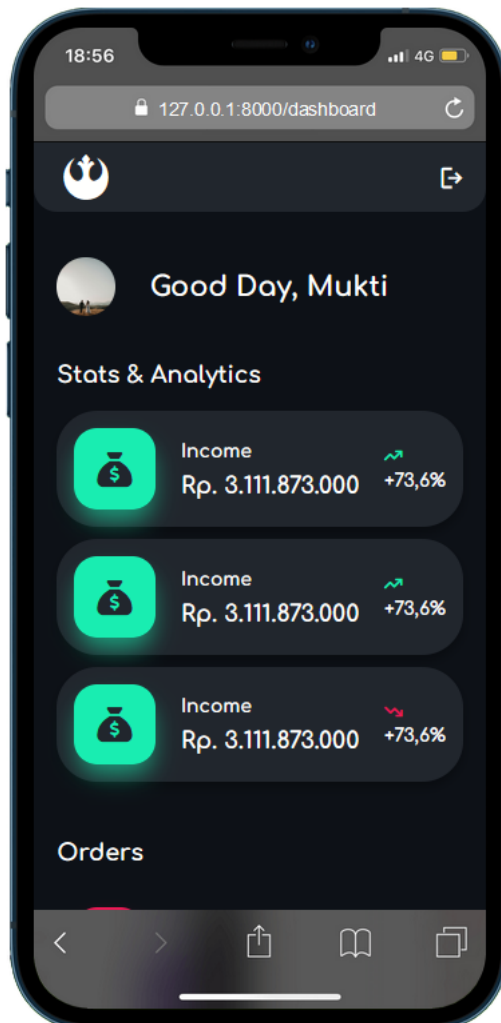 18:56
4G
127.0.0.1:8000/dashboard
Good Day, Mukti
Stats & Analytics
Income
Rp. 3.111.873.000
+73,6%
Income
Rp. 3.111.873.000
+73,6%
Income
Rp. 3.111.873.000
+73,6%
Orders